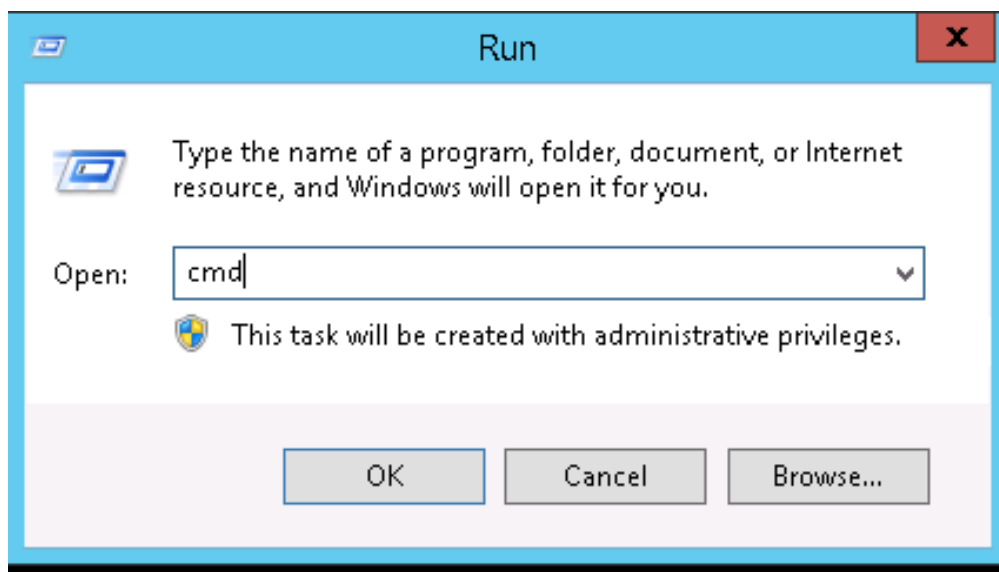 Run
x
Type the name of a program, folder, document, or Internet
resource, and Windows will open it for you.
Open: cmd
This task will be created with administrative privileges.
OK Cancel Browse...